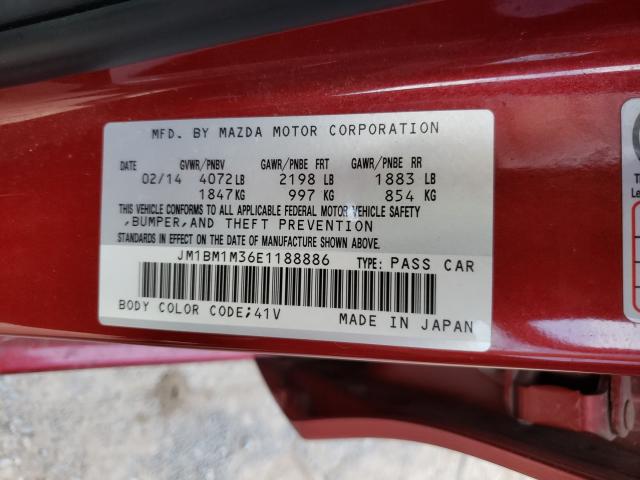 MFD. BY MAZDA MOTOR CORPORATION
DATE GVWR/PNBV GAWR/PNBE FRT GAWR/PNBE RR
02/14 4072 LB 2198 LB 1883 LB
1847 KG 997 KG 854 KG
THIS VEHICLE CONFORMS TO ALL APPLICABLE FEDERAL MOTOR VEHICLE SAFETY
,BUMPER,AND THEFT PREVENTION
STANDARDS IN EFFECT ON THE DATE OF MANUFACTURE SHOWN ABOVE.
JM1BM1M36E1188886 TYPE: PASS CAR
BODY COLOR CODE;41V MADE IN JAPAN